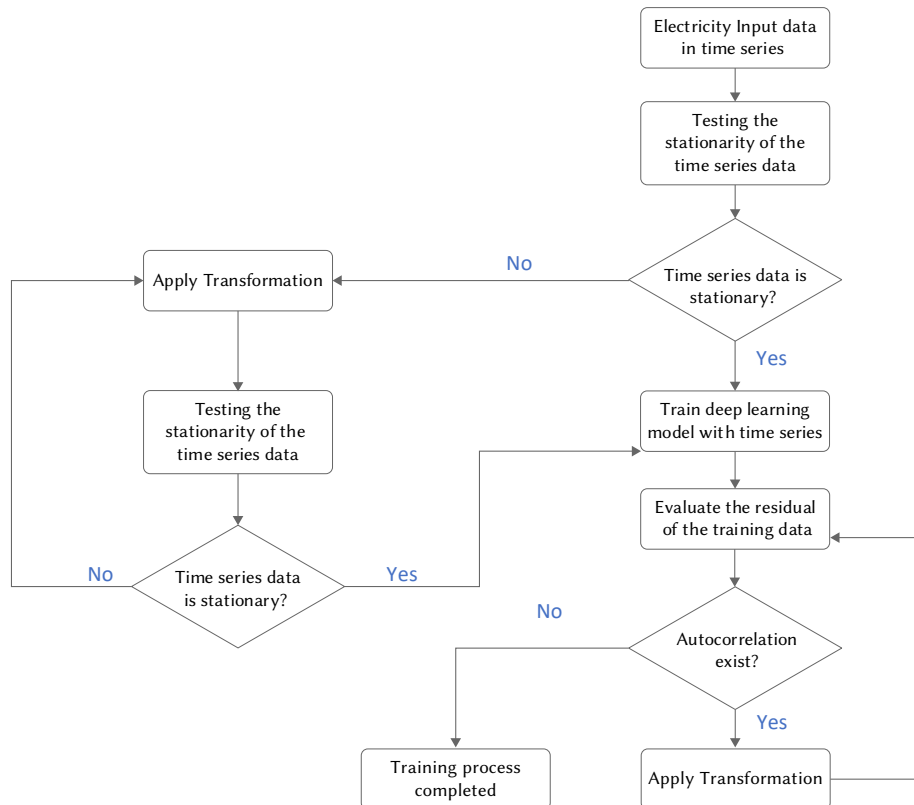 Electricity Input data
in time series
Testing the
stationarity of the
time series data
Time series data is
stationary?
No
Yes
Apply Transformation
Testing the
stationarity of the
time series data
Time series data
is stationary?
No
Yes
Train deep learning
model with time series
Evaluate the residual
of the training data
Autocorrelation
exist?
No
Yes
Training process
completed
Apply Transformation